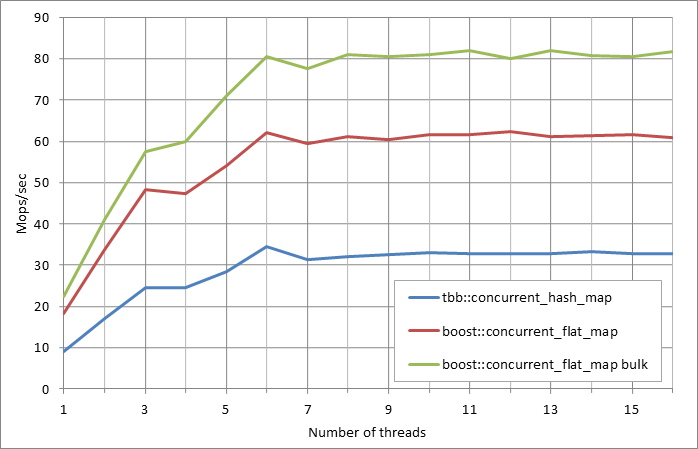 90
80
70
60
50
40
30
20
10
0
Mops/sec
1 3 5 7 9 11 13 15
Number of threads
tbb::concurrent_hash_map
boost::concurrent_flat_map
boost::concurrent_flat_map bulk